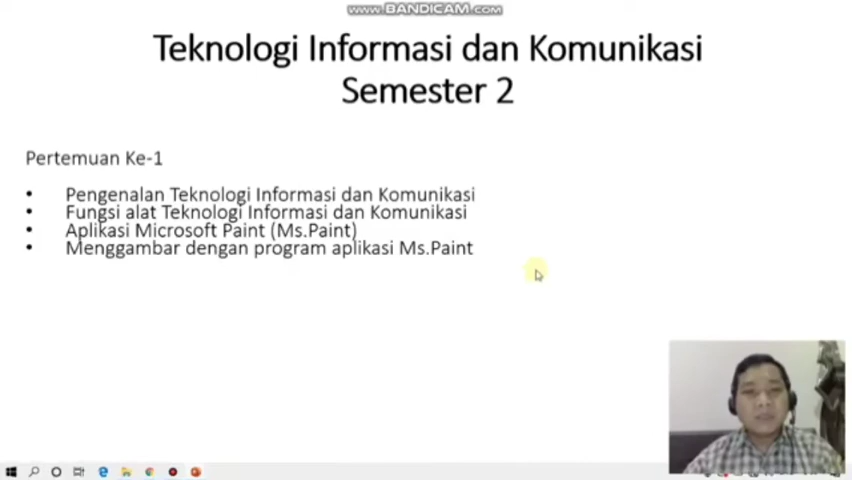 WWW.BANDICAM.COM
Teknologi Informasi dan Komunikasi
Semester 2
Pertemuan Ke-1
• Pengenalan Teknologi Informasi dan Komunikasi
• Fungsi alat Teknologi Informasi dan Komunikasi
• Aplikasi Microsoft Paint (Ms.Paint)
• Menggambar dengan program aplikasi Ms.Paint